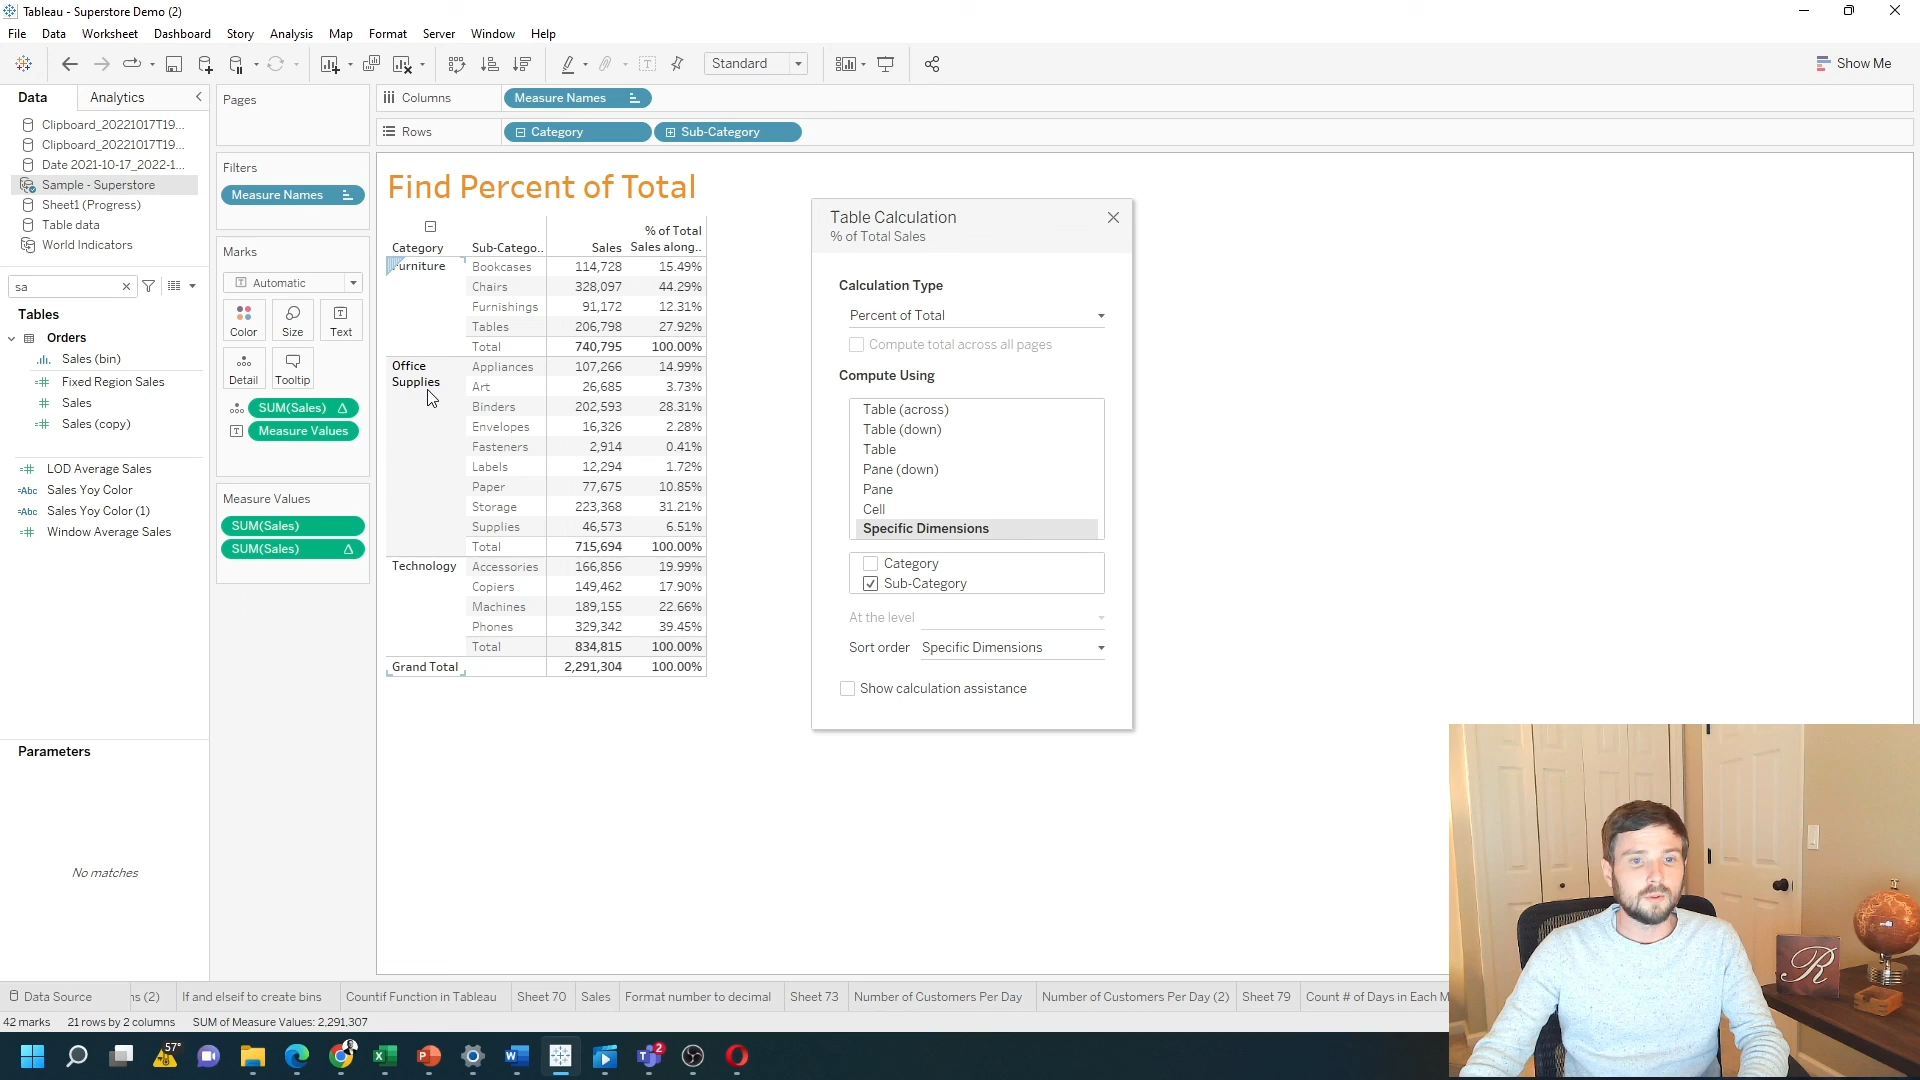 Tableau - Superstore Demo (2)
File Data Worksheet Dashboard Story Analysis Map Format Server Window Help
Standard
Show Me
Data Analytics
Clipboard_20221017T19...
Clipboard_20221017T19...
Date 2021-10-17_2022-1...
Sample - Superstore
Sheet1 (Progress)
Table data
World Indicators
sa
Tables
Orders
Sales (bin)
Fixed Region Sales
Sales
Sales (copy)
LOD Average Sales
=Abc Sales Yoy Color
=Abc Sales Yoy Color (1)
Window Average Sales
Parameters
No matches
Pages
Filters
Measure Names
Marks
Automatic
Color Size Text
Detail Tooltip
SUM(Sales)
Measure Values
Measure Values
SUM(Sales)
SUM(Sales)
Columns Measure Names
Rows Category Sub-Category
Find Percent of Total
% of Total
Category Sub-Catego.. Sales Sales along..
urniture Bookcases 114,728 15.49%
Chairs 328,097 44.29%
Furnishings 91,172 12.31%
Tables 206,798 27.92%
Total 740,795 100.00%
Office Supplies Appliances 107,266 14.99%
Art 26,685 3.73%
Binders 202,593 28.31%
Envelopes 16,326 2.28%
Fasteners 2,914 0.41%
Labels 12,294 1.72%
Paper 77,675 10.85%
Storage 223,368 31.21%
Supplies 46,573 6.51%
Total 715,694 100.00%
Technology Accessories 166,856 19.99%
Copiers 149,462 17.90%
Machines 189,155 22.66%
Phones 329,342 39.45%
Total 834,815 100.00%
Grand Total 2,291,304 100.00%
Table Calculation
% of Total Sales
Calculation Type
Percent of Total
Compute total across all pages
Compute Using
Table (across)
Table (down)
Table
Pane (down)
Pane
Cell
Specific Dimensions
Category
Sub-Category
At the level
Sort order Specific Dimensions
Show calculation assistance
R
Data Source ıs (2) If and elseif to create bins Countif Function in Tableau Sheet 70 Sales Format number to decimal Sheet 73 Number of Customers Per Day Number of Customers Per Day (2) Sheet 79 Count # of Days in Each M
42 marks 21 rows by 2 columns SUM of Measure Values: 2,291,307
57°
2